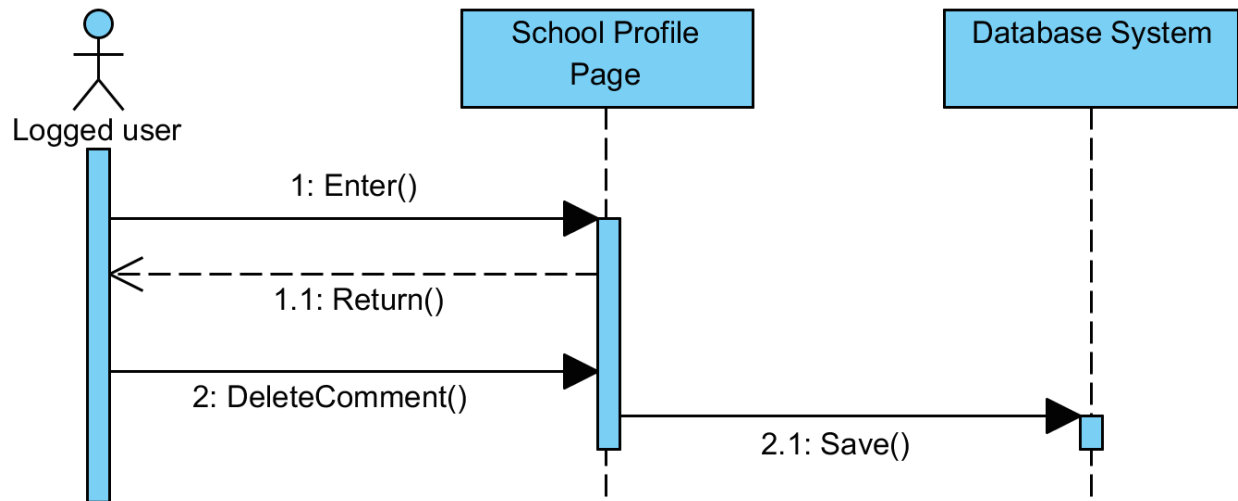 School Profile
Page
Database System
Logged user
1: Enter()
1.1: Return()
2: DeleteComment()
2.1: Save()